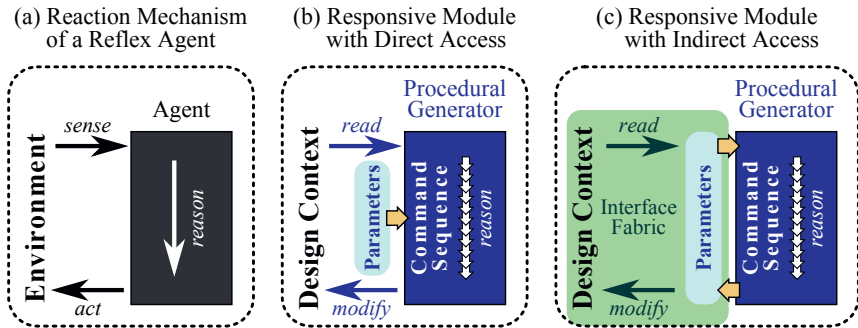 (a) Reaction Mechanism
of a Reflex Agent
(b) Responsive Module
with Direct Access
(c) Responsive Module
with Indirect Access
Environment
sense
Agent
reason
act
Design Context
read
Procedural
Generator
Parameters
Command
Sequence
reason
modify
Design Context
read
Interface
Fabric
Parameters
Procedural
Generator
Command
Sequence
reason
modify